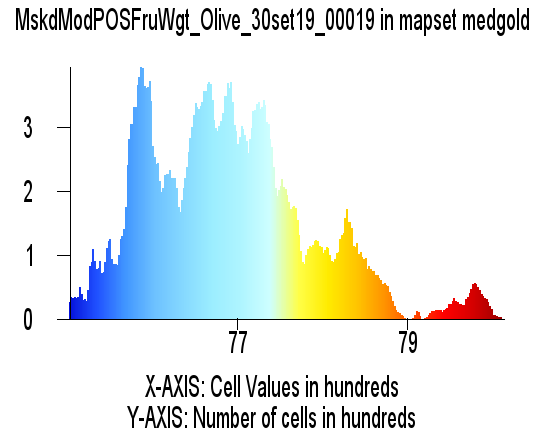 MskdModPOSFruWgt_Olive_30set19_00019 in mapset medgold
3
2
1
0
77 79
X-AXIS: Cell Values in hundreds
Y-AXIS: Number of cells in hundreds